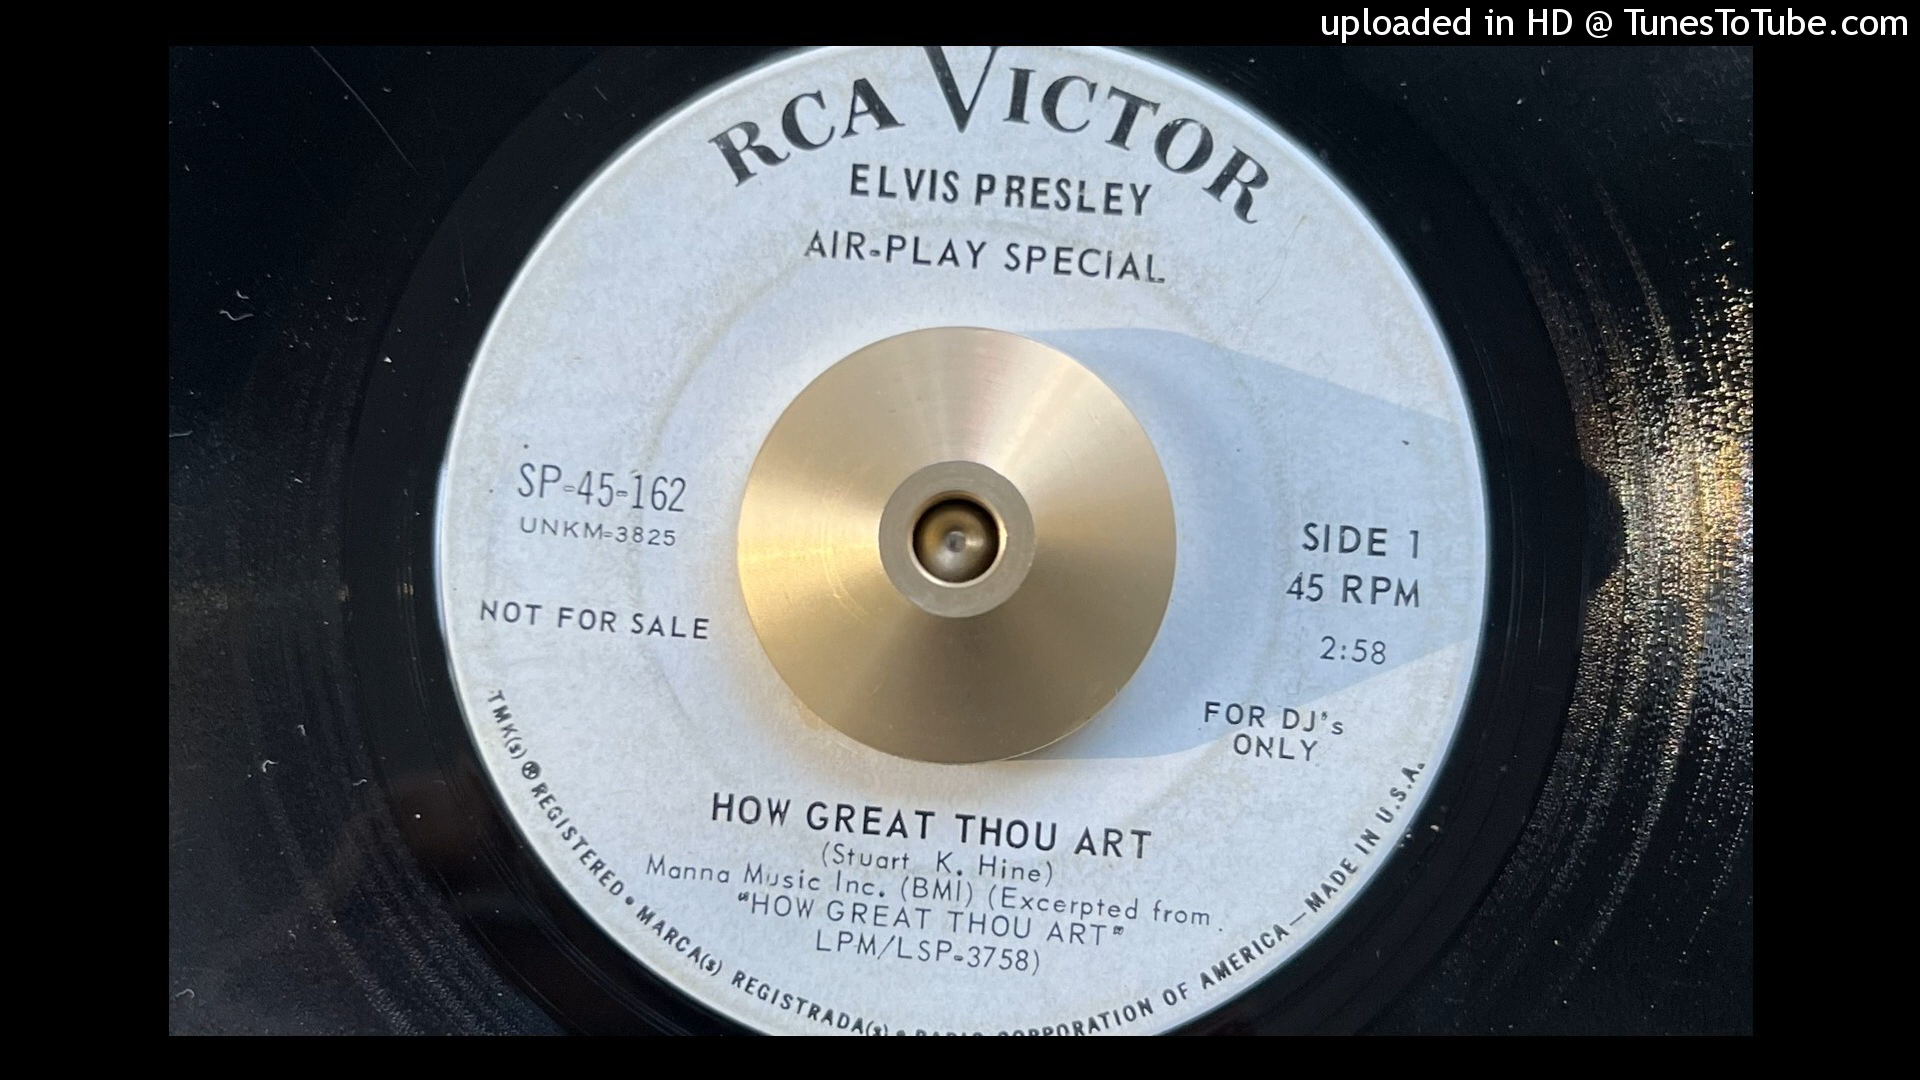 uploaded in HD @ TunesToTube.com
RCA VICTOR
ELVIS PRESLEY
AIR-PLAY SPECIAL
SP-45-162
UNKM-3825
NOT FOR SALE
SIDE 1
45 RPM
2:58
FOR DJ's
ONLY
HOW GREAT THOU ART
(Stuart K. Hine)
Manna Music Inc. (BMI) (Excerpted from
"HOW GREAT THOU ART"
LPM/LSP-3758)
TMK(s) ® REGISTERED • MARCA(s) REGISTRADA(s) • RADIO CORPORATION OF AMERICA—MADE IN U.S.A.